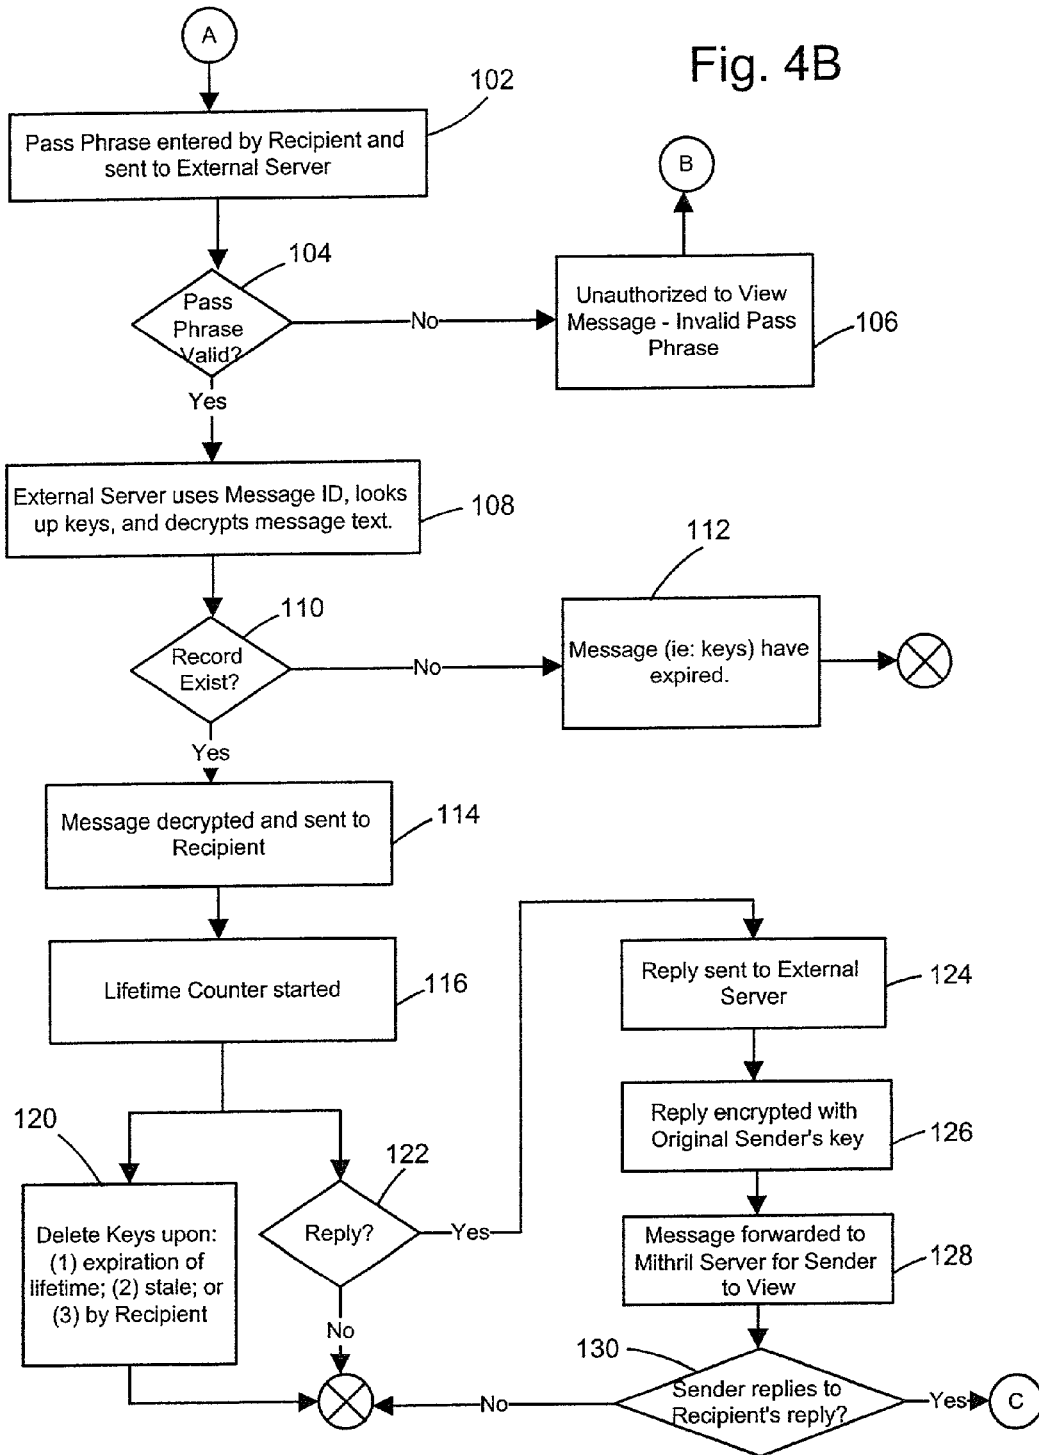 A
Fig. 4B
102
Pass Phrase entered by Recipient and
sent to External Server
B
104
Pass
Phrase
Valid?
No
Unauthorized to View
Message - Invalid Pass
Phrase
106
Yes
External Server uses Message ID, looks
up keys, and decrypts message text.
108
112
110
Record
Exist?
No
Message (ie: keys) have
expired.
Yes
Message decrypted and sent to
Recipient
114
Lifetime Counter started
116
Reply sent to External
Server
124
120
122
Reply encrypted with
Original Sender's key
126
Delete Keys upon:
(1) expiration of
lifetime; (2) stale; or
(3) by Recipient
Reply?
Yes
No
Message forwarded to
Mithril Server for Sender
to View
128
130
Sender replies to
Recipient's reply?
No
Yes
C